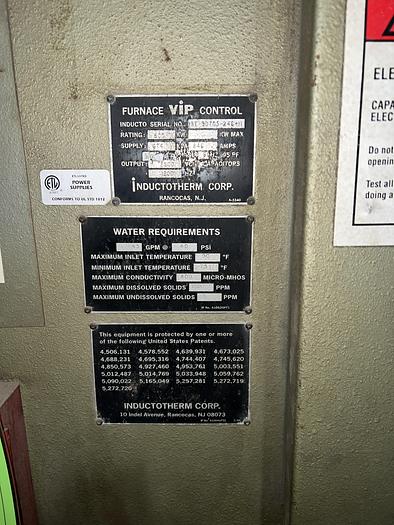 FURNACE VIP CONTROL
INDUCTO SERIAL NO.
RATING: KW KW MAX
SUPPLY: AMPS
OUTPUT: CAPACITORS
INDUCTOTHERM CORP.
RANCOCAS, N.J.
POWER
SUPPLIES
CONFORMS TO UL STD 1012
WATER REQUIREMENTS
GPM @ PSI
MAXIMUM INLET TEMPERATURE °F
MINIMUM INLET TEMPERATURE °F
MAXIMUM CONDUCTIVITY MICRO-MHOS
MAXIMUM DISSOLVED SOLIDS PPM
MAXIMUM UNDISSOLVED SOLIDS PPM
This equipment is protected by one or more
of the following United States Patents.
4,506,131 4,578,552 4,639,931 4,673,025
4,688,231 4,695,316 4,744,407 4,745,620
4,850,573 4,927,460 4,953,761 5,003,551
5,012,487 5,014,769 5,033,948 5,059,762
5,090,022 5,165,049 5,257,281 5,272,719
5,272,720
INDUCTOTHERM CORP.
10 Indel Avenue, Rancocas, NJ 08073
ELE
CAPA
ELEC
Do not
openin
Test all
doing a